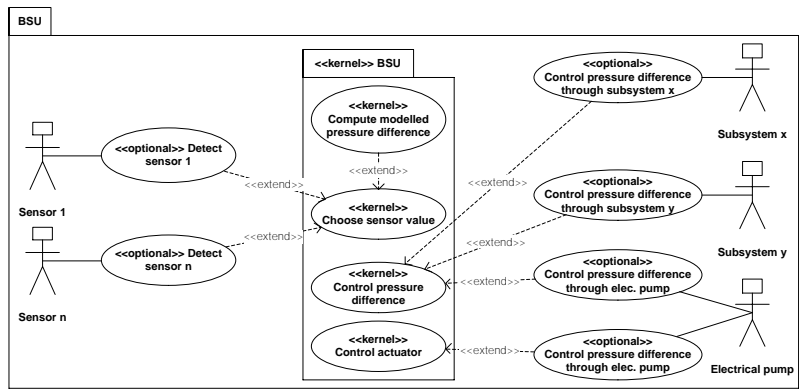 BSU
<<kernel>> BSU
<<optional>>
Control pressure difference
through subsystem x
Subsystem x
<<kernel>>
Compute modelled
pressure difference
<<optional>> Detect
sensor 1
Sensor 1
<<extend>>
<<extend>>
<<extend>>
<<kernel>>
Choose sensor value
<<optional>>
Control pressure difference
through subsystem y
Subsystem y
<<optional>> Detect
sensor n
Sensor n
<<extend>>
<<extend>>
<<kernel>>
Control pressure
difference
<<extend>>
<<optional>>
Control pressure difference
through elec. pump
<<kernel>>
Control actuator
<<extend>>
<<optional>>
Control pressure difference
through elec. pump
Electrical pump